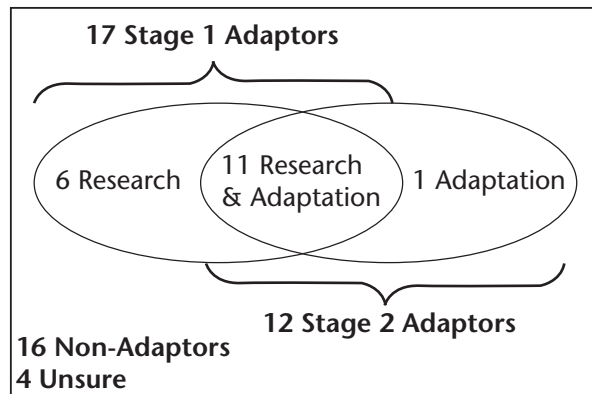 17 Stage 1 Adaptors
6 Research
11 Research
& Adaptation
1 Adaptation
12 Stage 2 Adaptors
16 Non-Adaptors
4 Unsure